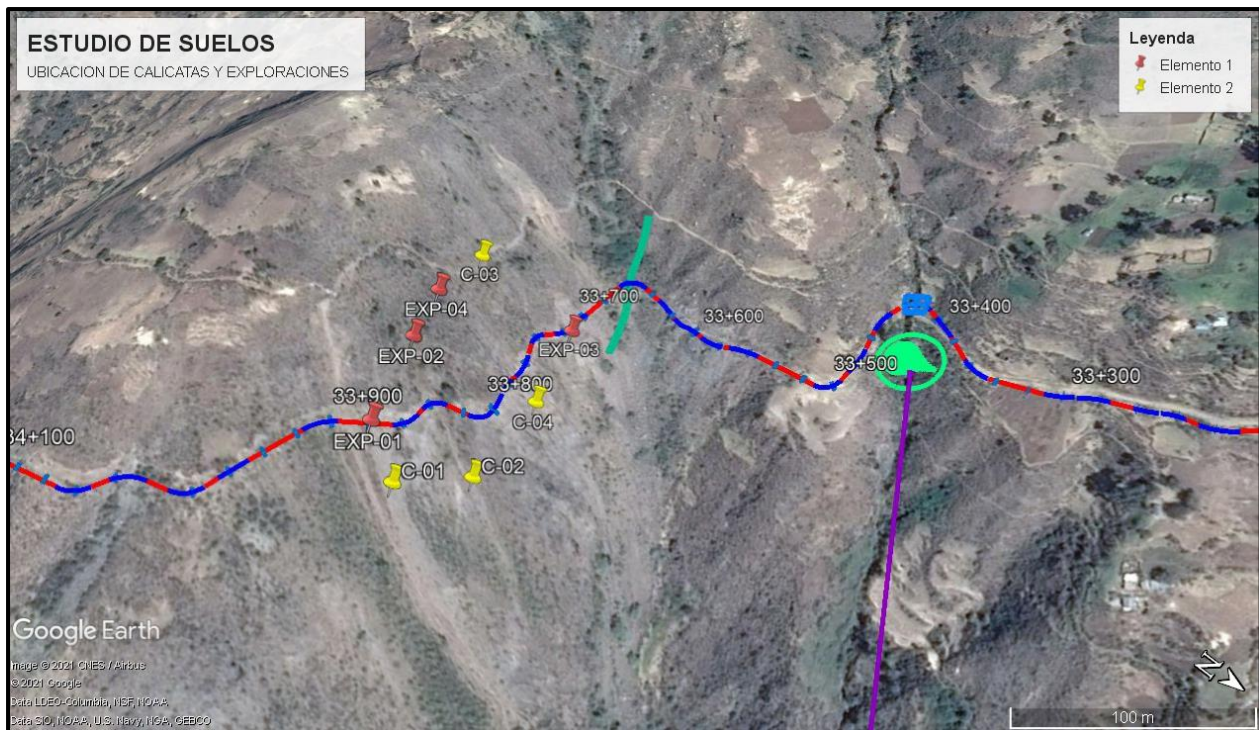 ESTUDIO DE SUELOS
UBICACION DE CALICATAS Y EXPLORACIONES
Leyenda
Elemento 1
Elemento 2
C-03
EXP-04
33+700
33+400
EXP-02
EXP-03
33+600
33+500
33+300
33+800
33+900
C-04
EXP-01
34+100
C-01
C-02
Google Earth
Image © 2021 CNES / Airbus
© 2021 Google
Data LDEO-Columbia, NSF, NOAA
Data SIO, NOAA, U.S. Navy, NGA, GEBCO
N
100 m